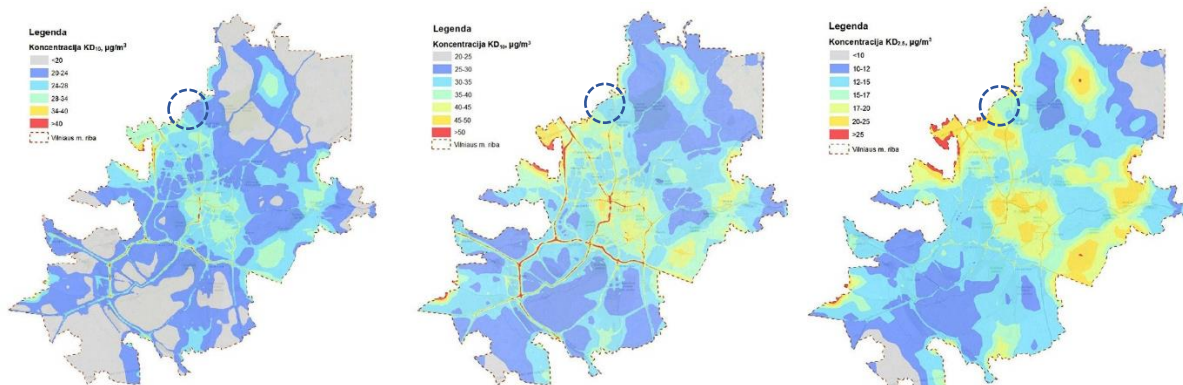 Legenda
Koncentracija KD10, µg/m3
<20
20-24
24-28
28-34
34-40
>40
Vilniaus m. riba
Legenda
Koncentracija KD10, µg/m3
20-25
25-30
30-35
35-40
40-45
45-50
>50
Vilniaus m. riba
Legenda
Koncentracija KD2,5, µg/m3
<10
10-12
12-15
15-17
17-20
20-25
>25
Vilniaus m. riba